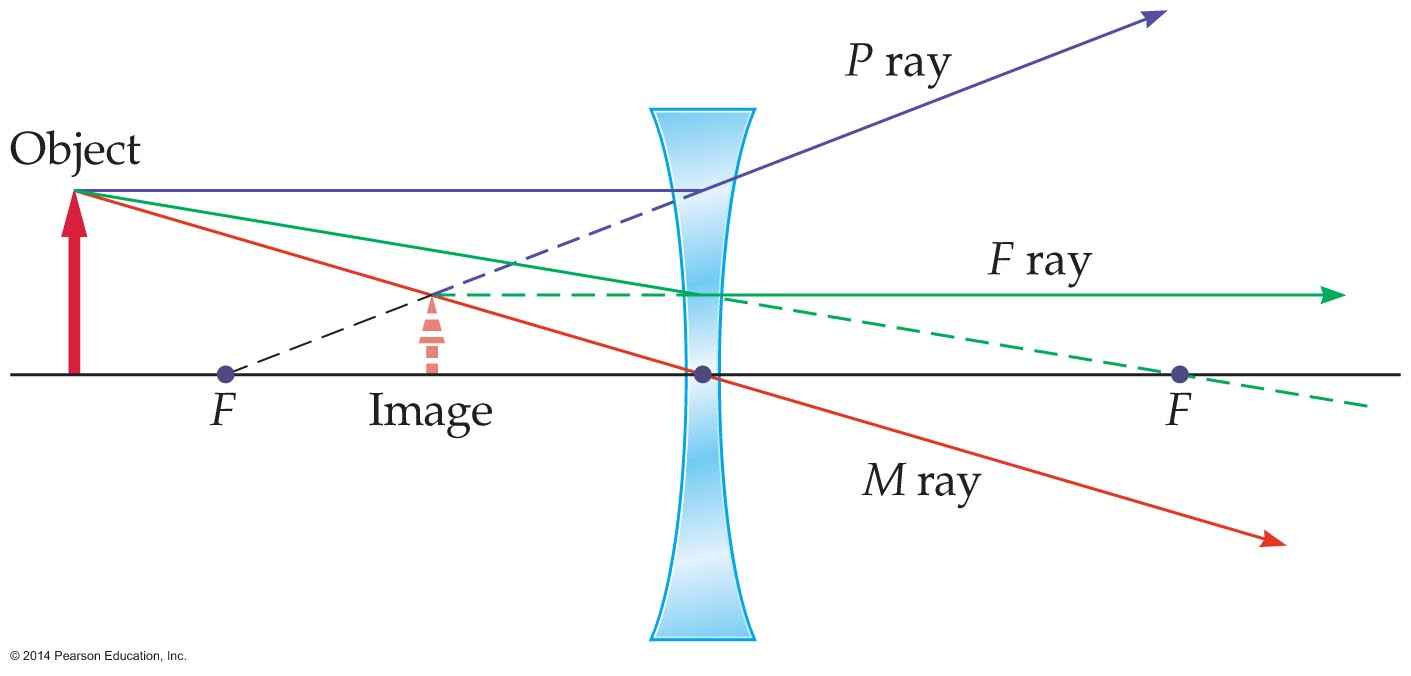 P ray
Object
F ray
F
Image
F
M ray
© 2014 Pearson Education, Inc.